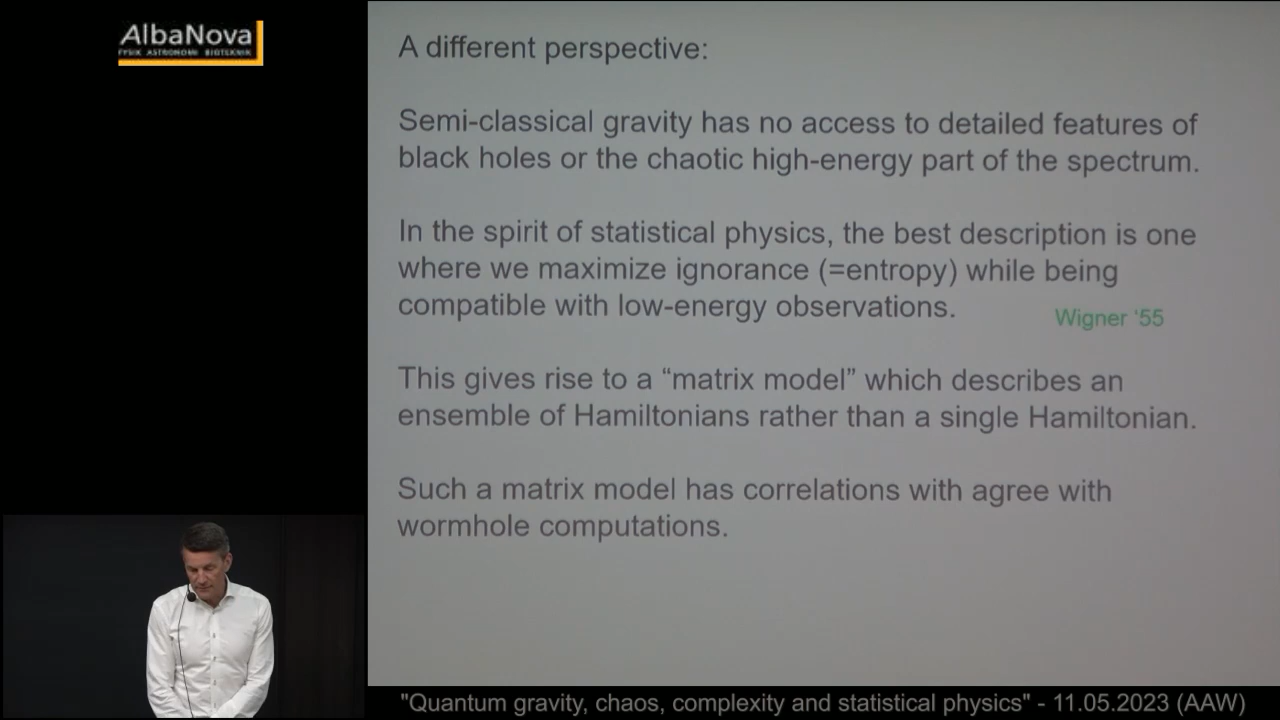 AlbaNova
FYSIK ASTRONOMI BIOTEKNIK
A different perspective:
Semi-classical gravity has no access to detailed features of
black holes or the chaotic high-energy part of the spectrum.
In the spirit of statistical physics, the best description is one
where we maximize ignorance (=entropy) while being
compatible with low-energy observations.
Wigner '55
This gives rise to a “matrix model” which describes an
ensemble of Hamiltonians rather than a single Hamiltonian.
Such a matrix model has correlations with agree with
wormhole computations.
"Quantum gravity, chaos, complexity and statistical physics" - 11.05.2023 (AAW)